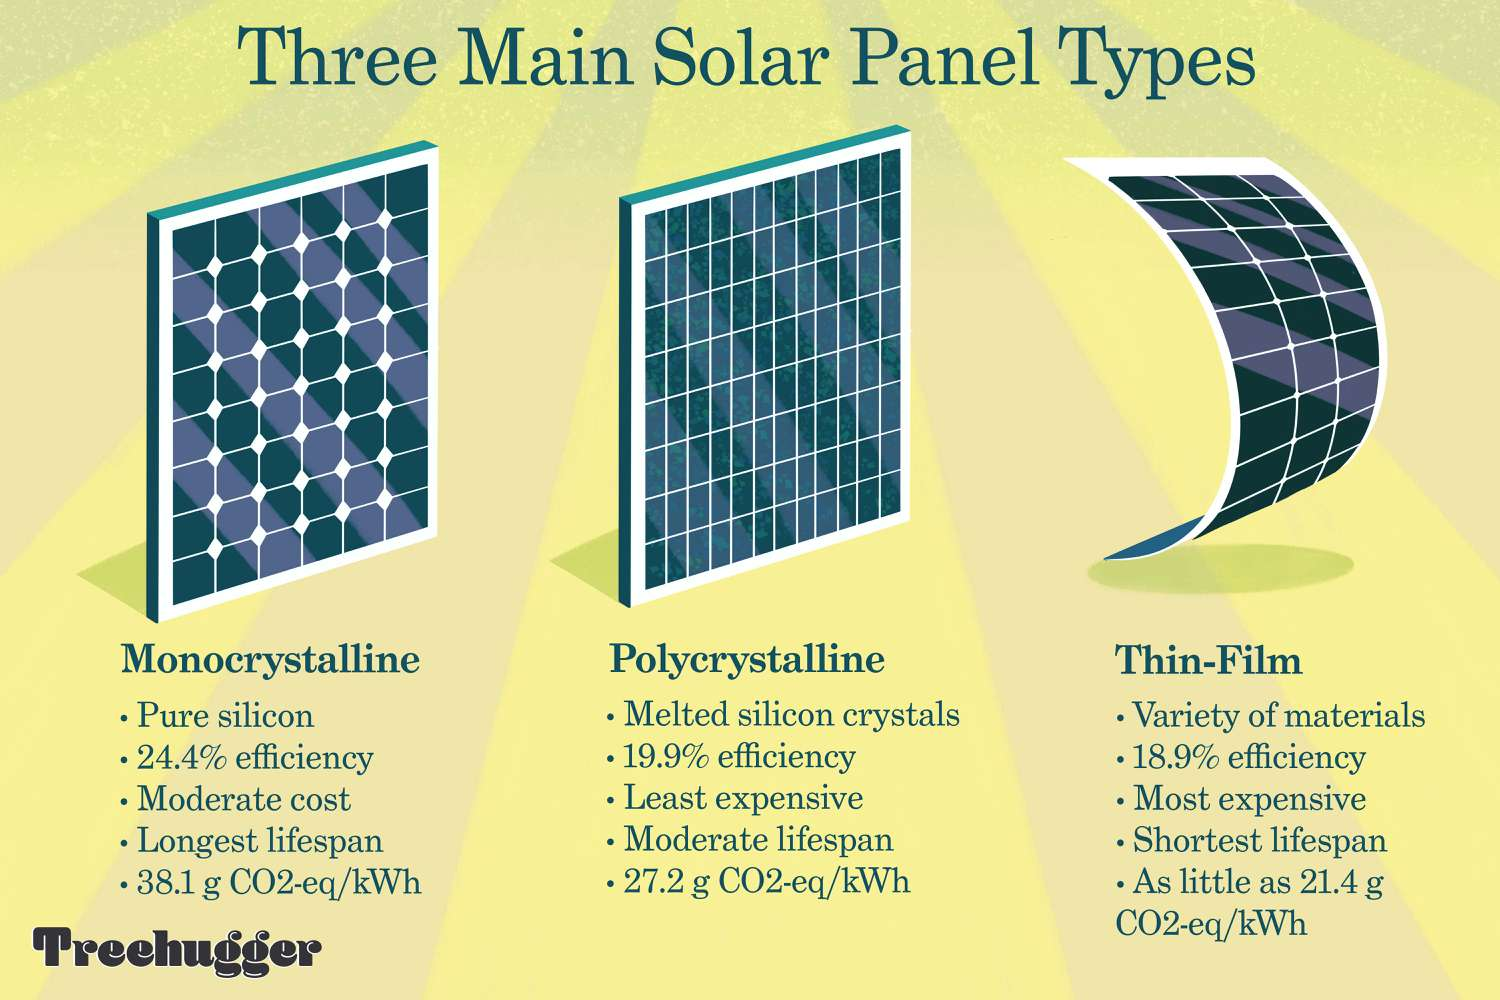 Three Main Solar Panel Types
Monocrystalline
• Pure silicon
• 24.4% efficiency
• Moderate cost
• Longest lifespan
• 38.1 g CO2-eq/kWh
Polycrystalline
• Melted silicon crystals
• 19.9% efficiency
• Least expensive
• Moderate lifespan
• 27.2 g CO2-eq/kWh
Thin-Film
• Variety of materials
• 18.9% efficiency
• Most expensive
• Shortest lifespan
• As little as 21.4 g
CO2-eq/kWh
Treehugger